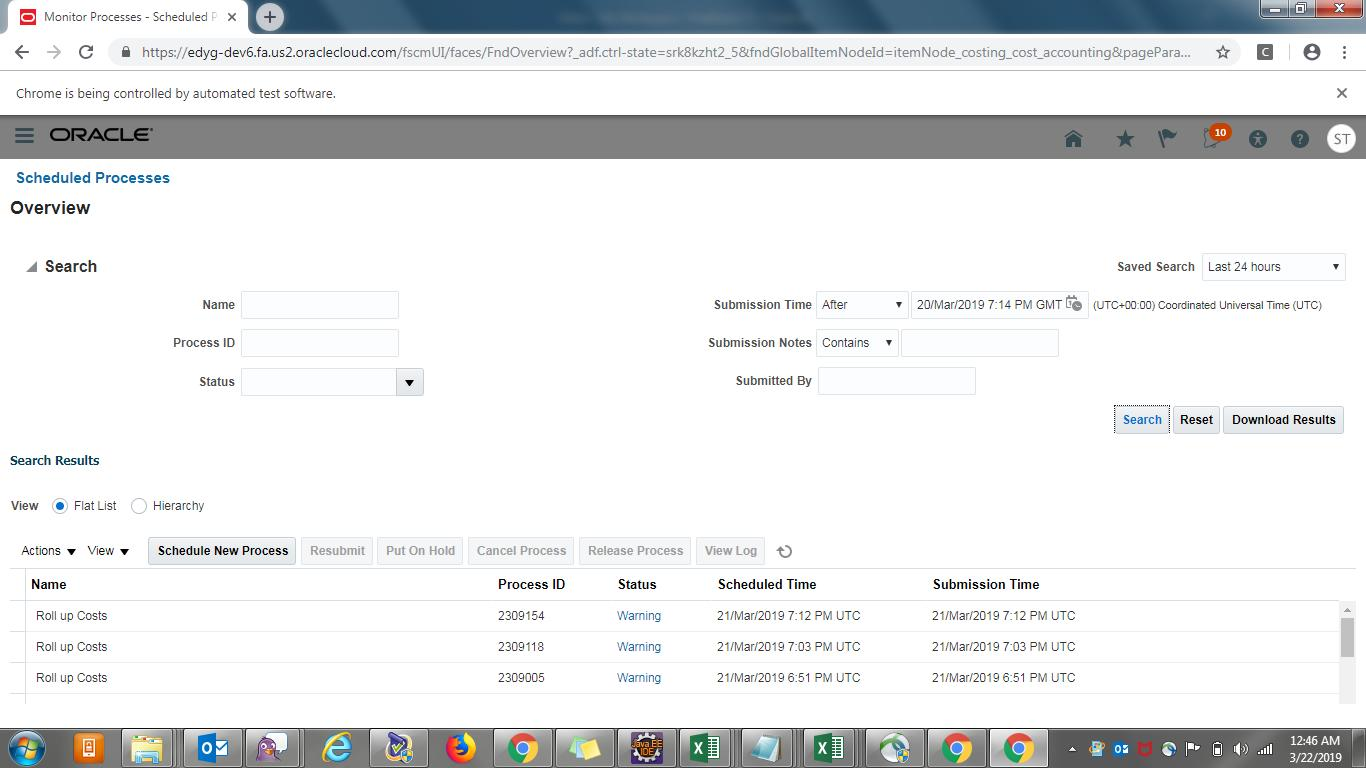 Monitor Processes - Scheduled P
https://edyg-dev6.fa.us2.oraclecloud.com/fscmUI/faces/FndOverview?_adf.ctrl-state=srk8kzht2_5&fndGlobalItemNodeId=itemNode_costing_cost_accounting&pagePara...
C
Chrome is being controlled by automated test software.
ORACLE
10
ST
Scheduled Processes
Overview
Search
Saved Search Last 24 hours
Name
Submission Time After 20/Mar/2019 7:14 PM GMT (UTC+00:00) Coordinated Universal Time (UTC)
Process ID
Submission Notes Contains
Status
Submitted By
Search Reset Download Results
Search Results
View Flat List Hierarchy
Actions View Schedule New Process Resubmit Put On Hold Cancel Process Release Process View Log
Name Process ID Status Scheduled Time Submission Time
Roll up Costs 2309154 Warning 21/Mar/2019 7:12 PM UTC 21/Mar/2019 7:12 PM UTC
Roll up Costs 2309118 Warning 21/Mar/2019 7:03 PM UTC 21/Mar/2019 7:03 PM UTC
Roll up Costs 2309005 Warning 21/Mar/2019 6:51 PM UTC 21/Mar/2019 6:51 PM UTC
Java EE
IDE
12:46 AM
3/22/2019